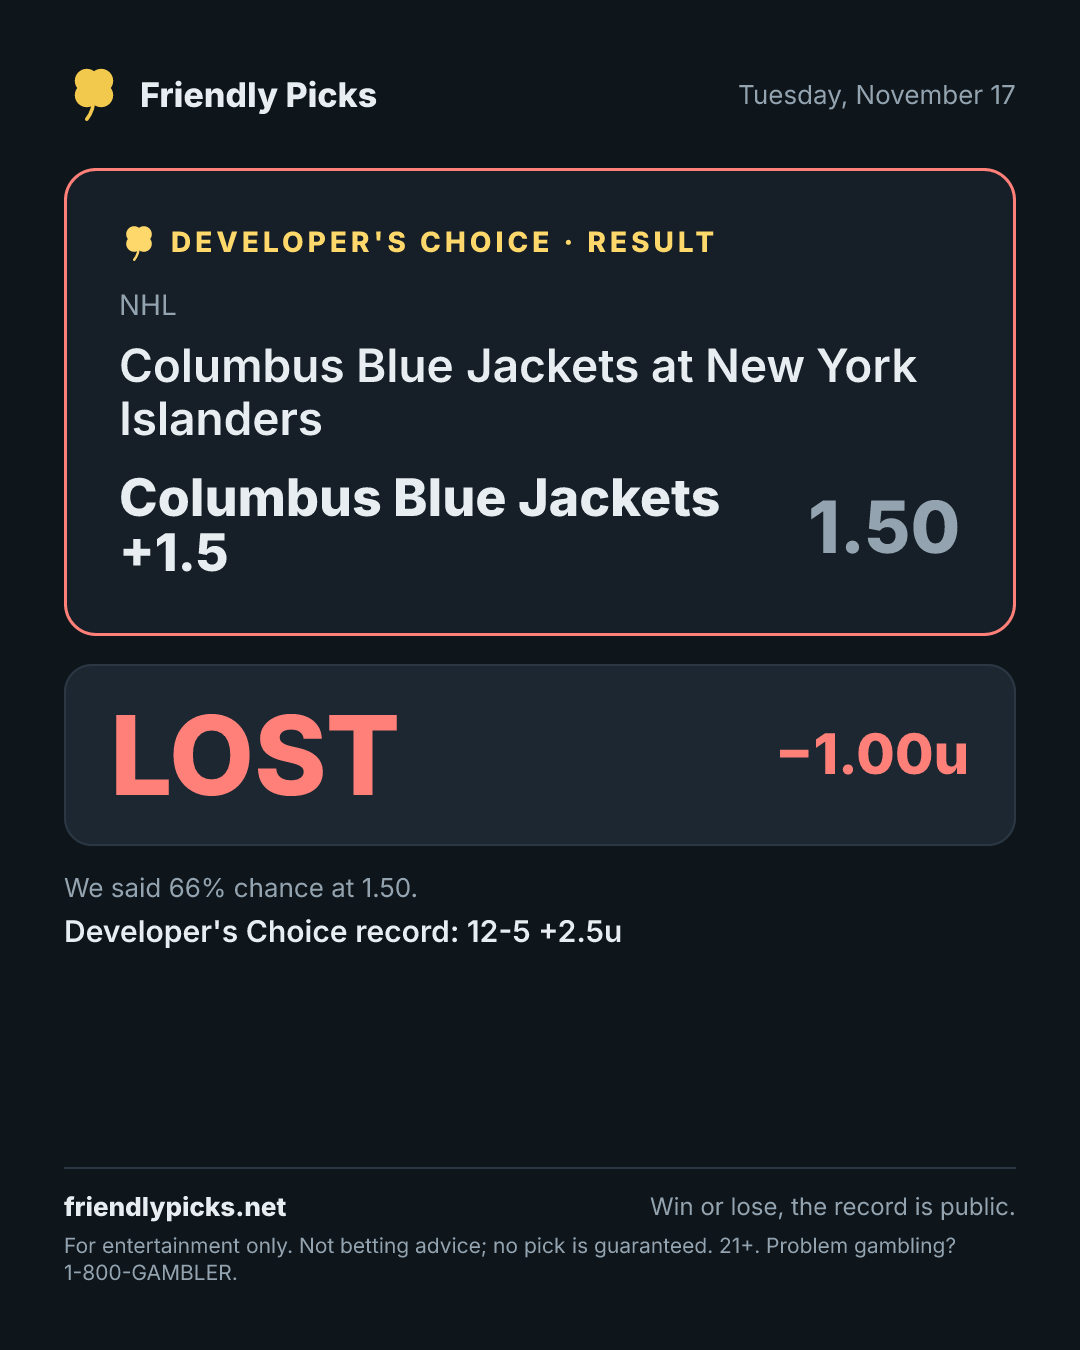 Friendly Picks
Tuesday, November 17
DEVELOPER'S CHOICE · RESULT
NHL
Columbus Blue Jackets at New York
Islanders
Columbus Blue Jackets
+1.5
1.50
LOST
−1.00u
We said 66% chance at 1.50.
Developer's Choice record: 12-5 +2.5u
friendlypicks.net
Win or lose, the record is public.
For entertainment only. Not betting advice; no pick is guaranteed. 21+. Problem gambling?
1-800-GAMBLER.